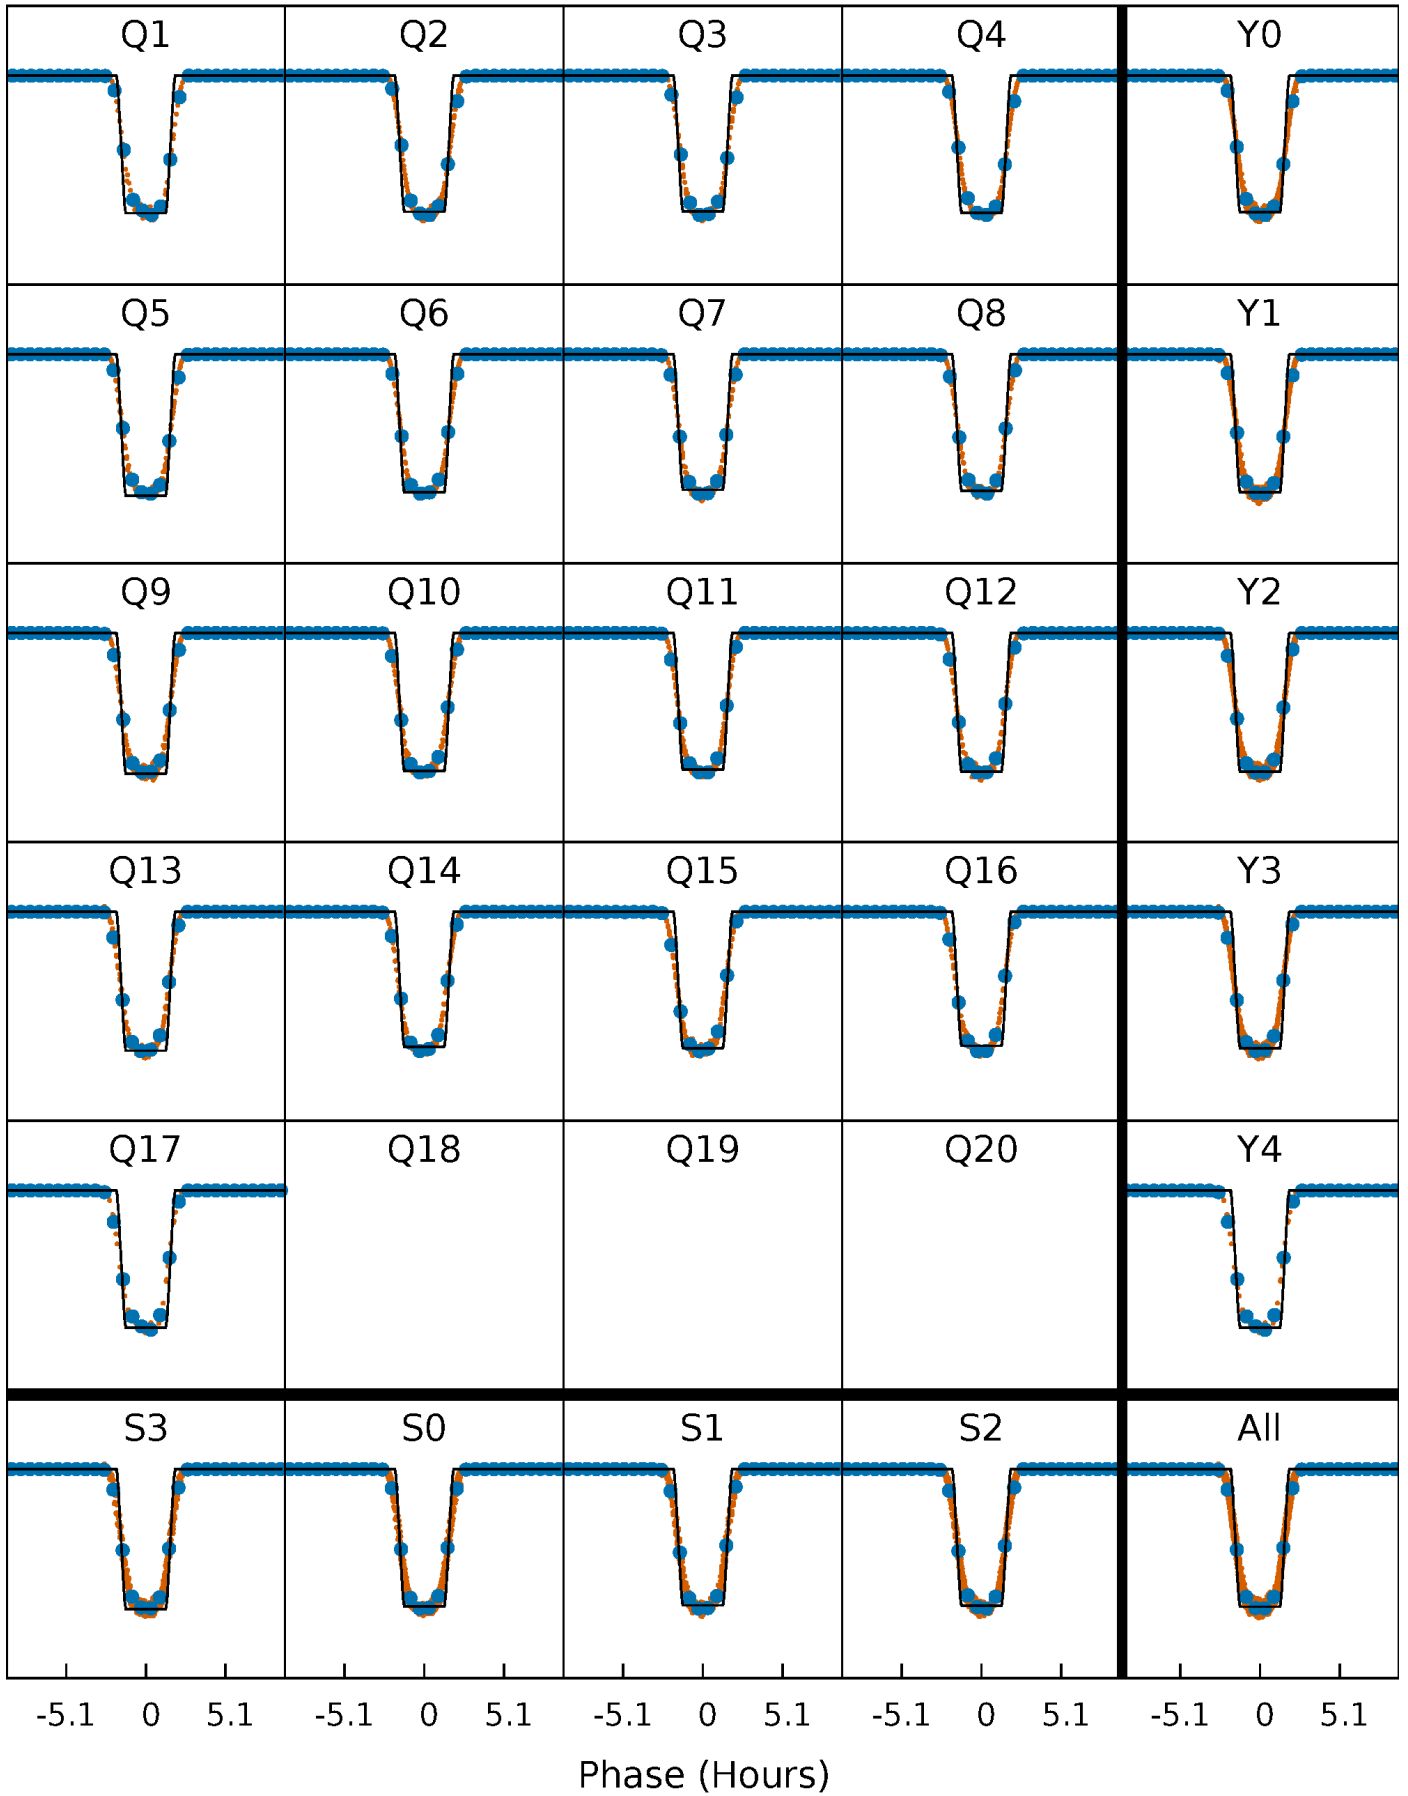 Q1 Q2 Q3 Q4 Y0
Q5 Q6 Q7 Q8 Y1
Q9 Q10 Q11 Q12 Y2
Q13 Q14 Q15 Q16 Y3
Q17 Q18 Q19 Q20 Y4
S3 S0 S1 S2 All
-5.1 0 5.1 -5.1 0 5.1 -5.1 0 5.1 -5.1 0 5.1 -5.1 0 5.1
Phase (Hours)